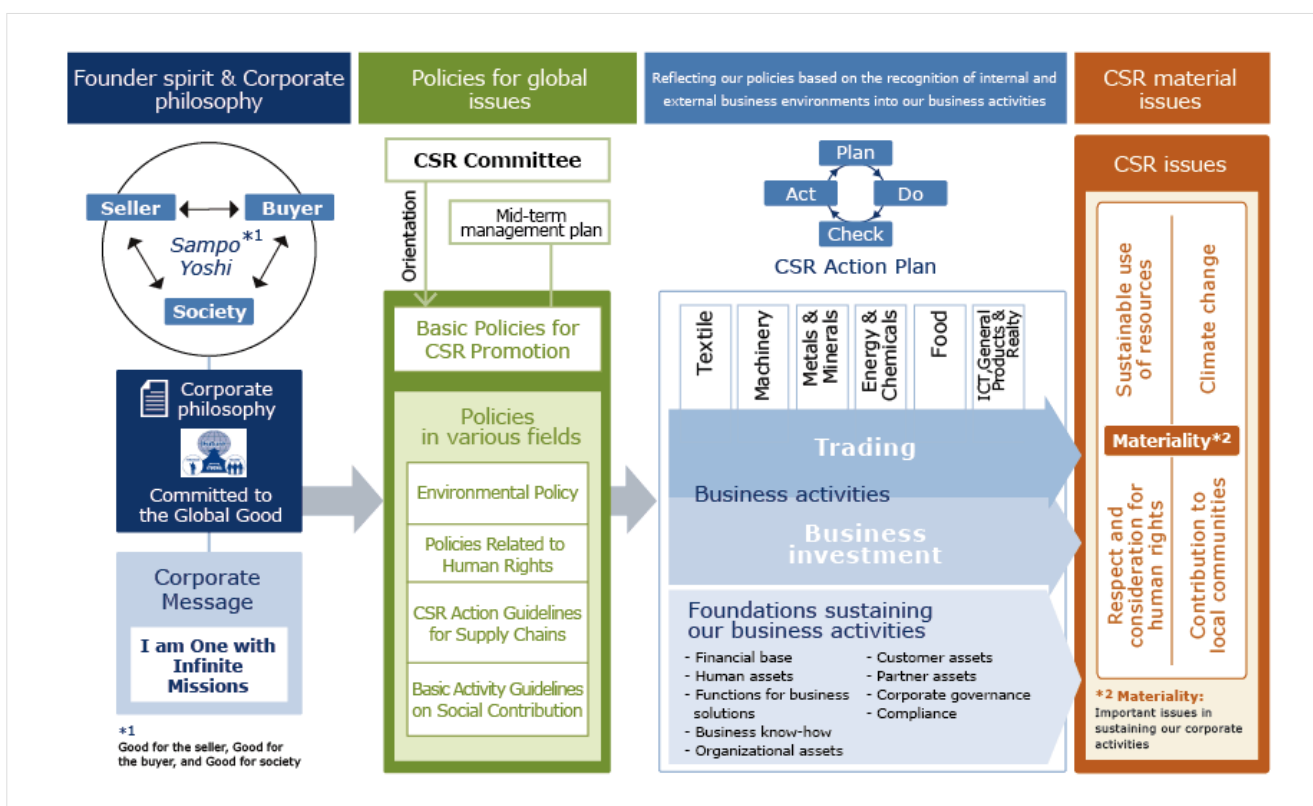 Founder spirit & Corporate
philosophy
Seller
Buyer
Sampo*1
Yoshi
Society
Corporate
philosophy
Committed to
the Global Good
Corporate
Message
I am One with
Infinite
Missions
*1
Good for the seller, Good for
the buyer, and Good for society
Policies for global
issues
CSR Committee
Orientation
Mid-term
management plan
Basic Policies for
CSR Promotion
Policies
in various fields
Environmental Policy
Policies Related to
Human Rights
CSR Action Guidelines
for Supply Chains
Basic Activity Guidelines
on Social Contribution
Reflecting our policies based on the recognition of internal and
external business environments into our business activities
Plan
Act
Do
Check
CSR Action Plan
Textile
Machinery
Metals &
Minerals
Energy &
Chemicals
Food
ICT,General
Products &
Realty
Trading
Business activities
Business
investment
Foundations sustaining
our business activities
- Financial base
- Human assets
- Functions for business
solutions
- Business know-how
- Organizational assets
- Customer assets
- Partner assets
- Corporate governance
- Compliance
CSR material
issues
CSR issues
Sustainable use
of resources
Climate change
Materiality*2
Respect and
consideration for
human rights
Contribution to
local communities
*2 Materiality:
Important issues in
sustaining our corporate
activities